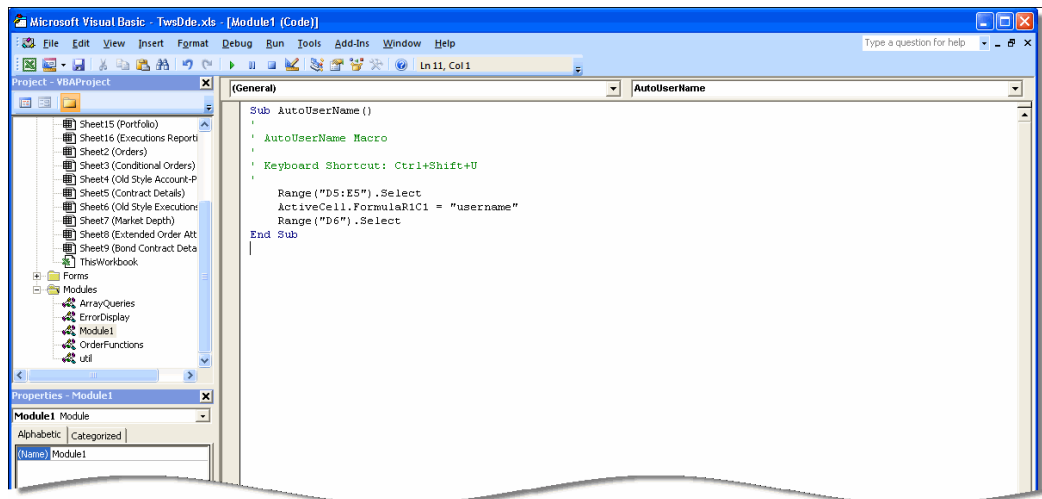 Microsoft Visual Basic - TwsDde.xls - [Module1 (Code)]
File Edit View Insert Format Debug Run Tools Add-Ins Window Help
Type a question for help
Ln 11, Col 1
Project - VBAProject
(General)
AutoUserName
Sheet15 (Portfolio)
Sheet16 (Executions Reporti
Sheet2 (Orders)
Sheet3 (Conditional Orders)
Sheet4 (Old Style Account-P
Sheet5 (Contract Details)
Sheet6 (Old Style Executions
Sheet7 (Market Depth)
Sheet8 (Extended Order Att
Sheet9 (Bond Contract Deta
ThisWorkbook
Forms
Modules
ArrayQueries
ErrorDisplay
Module1
OrderFunctions
util
Sub AutoUserName()
'
' AutoUserName Macro
'
' Keyboard Shortcut: Ctrl+Shift+U
'
Range("D5:E5").Select
ActiveCell.FormulaR1C1 = "username"
Range("D6").Select
End Sub
Properties - Module1
Module1 Module
Alphabetic Categorized
(Name) Module1